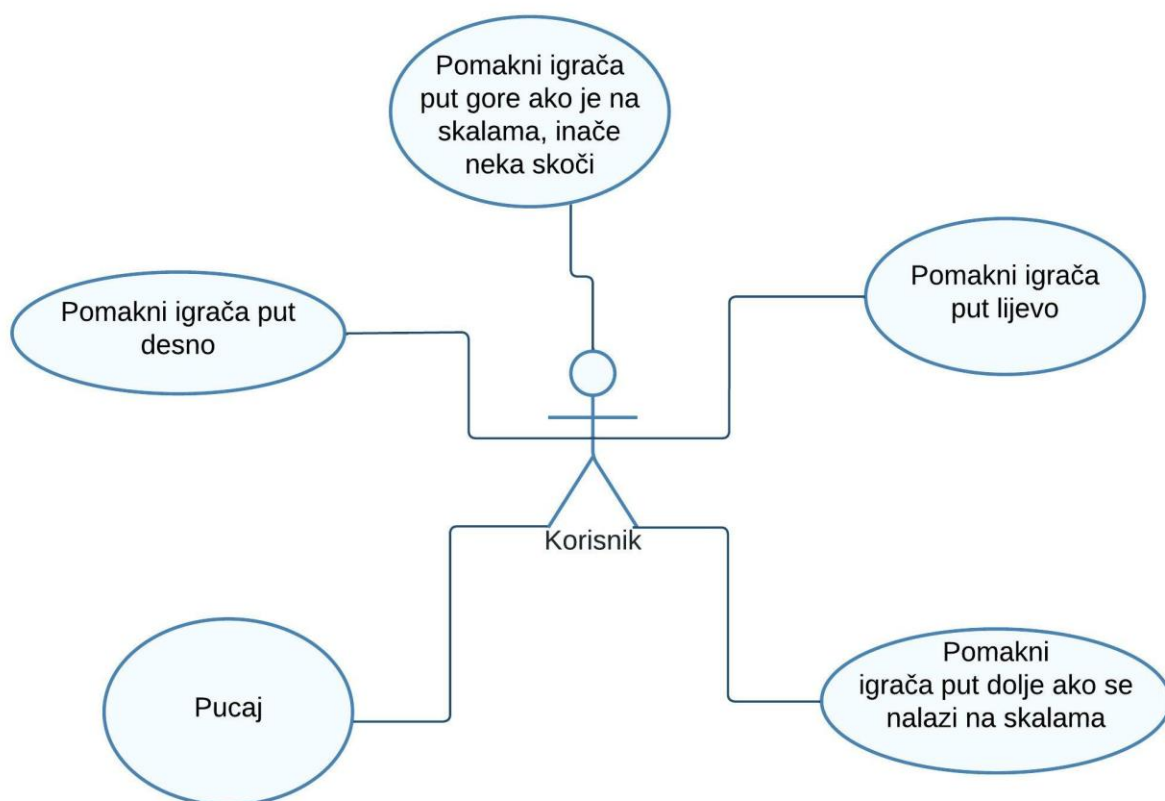 Pomakni igrača
put gore ako je na
skalama, inače
neka skoči
Pomakni igrača
put lijevo
Pomakni igrača put
desno
Korisnik
Pucaj
Pomakni
igrača put dolje ako se
nalazi na skalama